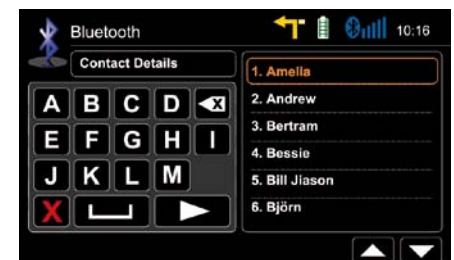 Bluetooth 10:16
Contact Details
A B C D
E F G H I
J K L M
X
1. Amelia
2. Andrew
3. Bertram
4. Bessie
5. Bill Jiason
6. Björn